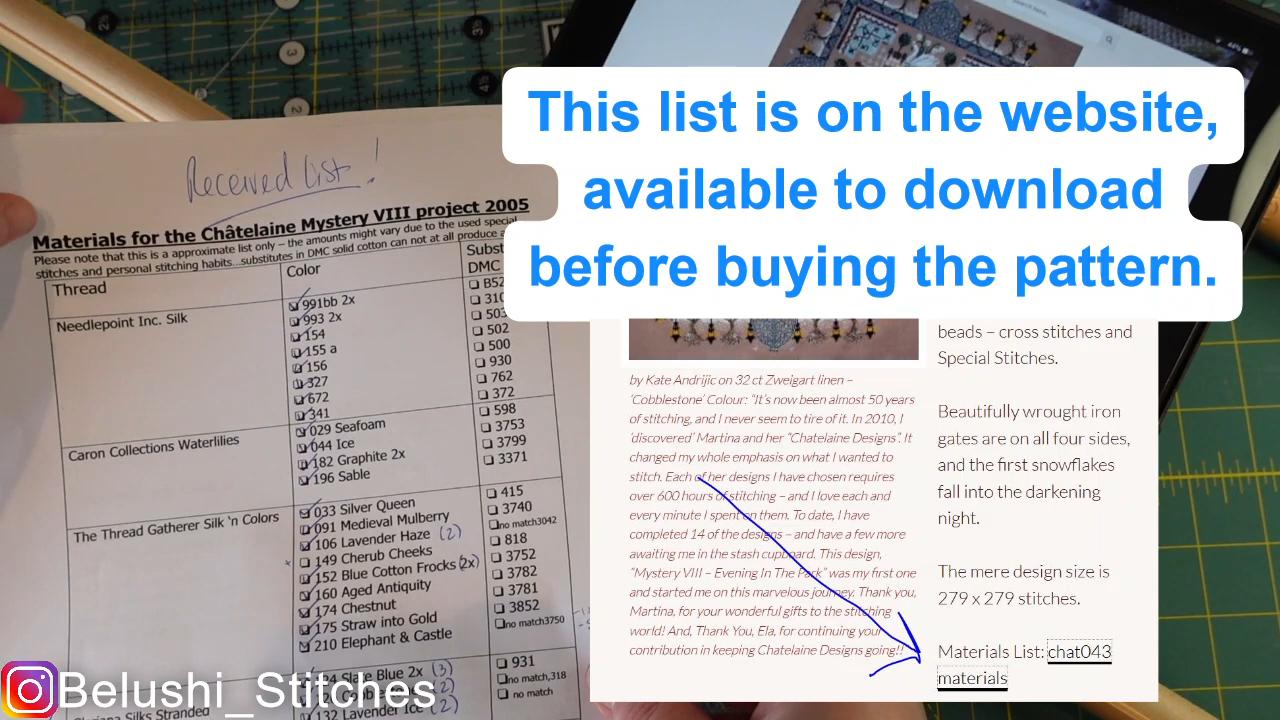 Received list!
Materials for the Châtelaine Mystery VIII project 2005
Please note that this is a approximate list only – the amounts might vary due to the used special
stitches and personal stitching habits...substitutes in DMC solid cotton can not at all produce
Thread
Color
DMC
Needlepoint Inc. Silk
991bb 2x
993 2x
154
155 a
156
327
672
341
502
500
930
762
372
Caron Collections Waterlilies
029 Seafoam
044 Ice
182 Graphite 2x
196 Sable
598
3753
3799
3371
The Thread Gatherer Silk 'n Colors
033 Silver Queen
091 Medieval Mulberry
106 Lavender Haze (2)
149 Cherub Cheeks
152 Blue Cotton Frocks (2x)
160 Aged Antiquity
174 Chestnut
175 Straw into Gold
210 Elephant & Castle
415
3740
no match3042
818
3752
3782
3781
3852
no match3750
Slate Blue 2x (3)
132 Lavender Ice (2)
931
no match,318
no match
This list is on the website,
available to download
before buying the pattern.
by Kate Andrijic on 32 ct Zweigart linen –
‘Cobblestone’ Colour: “It’s now been almost 50 years
of stitching, and I never seem to tire of it. In 2010, I
‘discovered’ Martina and her “Chatelaine Designs”. It
changed my whole emphasis on what I wanted to
stitch. Each of her designs I have chosen requires
over 600 hours of stitching – and I love each and
every minute I spent on them. To date, I have
completed 14 of the designs – and have a few more
awaiting me in the stash cupboard. This design,
“Mystery VIII – Evening In The Park” was my first one
and started me on this marvelous journey, Thank you,
Martina, for your wonderful gifts to the stitching
world! And, Thank You, Ela, for continuing your
contribution in keeping Chatelaine Designs going!!
beads – cross stitches and
Special Stitches.
Beautifully wrought iron
gates are on all four sides,
and the first snowflakes
fall into the darkening
night.
The mere design size is
279 x 279 stitches.
Materials List: chat043
materials
Belushi_Stitches